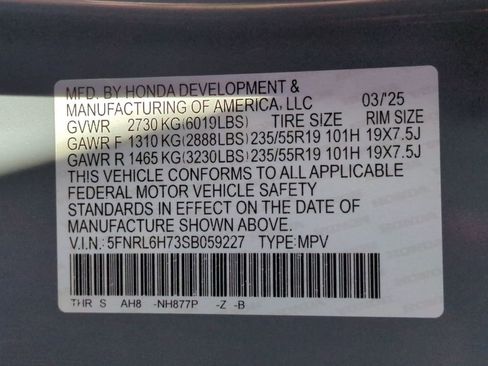 MFD. BY HONDA DEVELOPMENT &
MANUFACTURING OF AMERICA, LLC 03/'25
GVWR 2730 KG(6019LBS) TIRE SIZE RIM SIZE
GAWR F 1310 KG(2888LBS) 235/55R19 101H 19X7.5J
GAWR R 1465 KG(3230LBS) 235/55R19 101H 19X7.5J
THIS VEHICLE CONFORMS TO ALL APPLICABLE
FEDERAL MOTOR VEHICLE SAFETY
STANDARDS IN EFFECT ON THE DATE OF
MANUFACTURE SHOWN ABOVE.
V.I.N.: 5FNRL6H73SB059227 TYPE: MPV
THR S AH8 -NH877P -Z -B